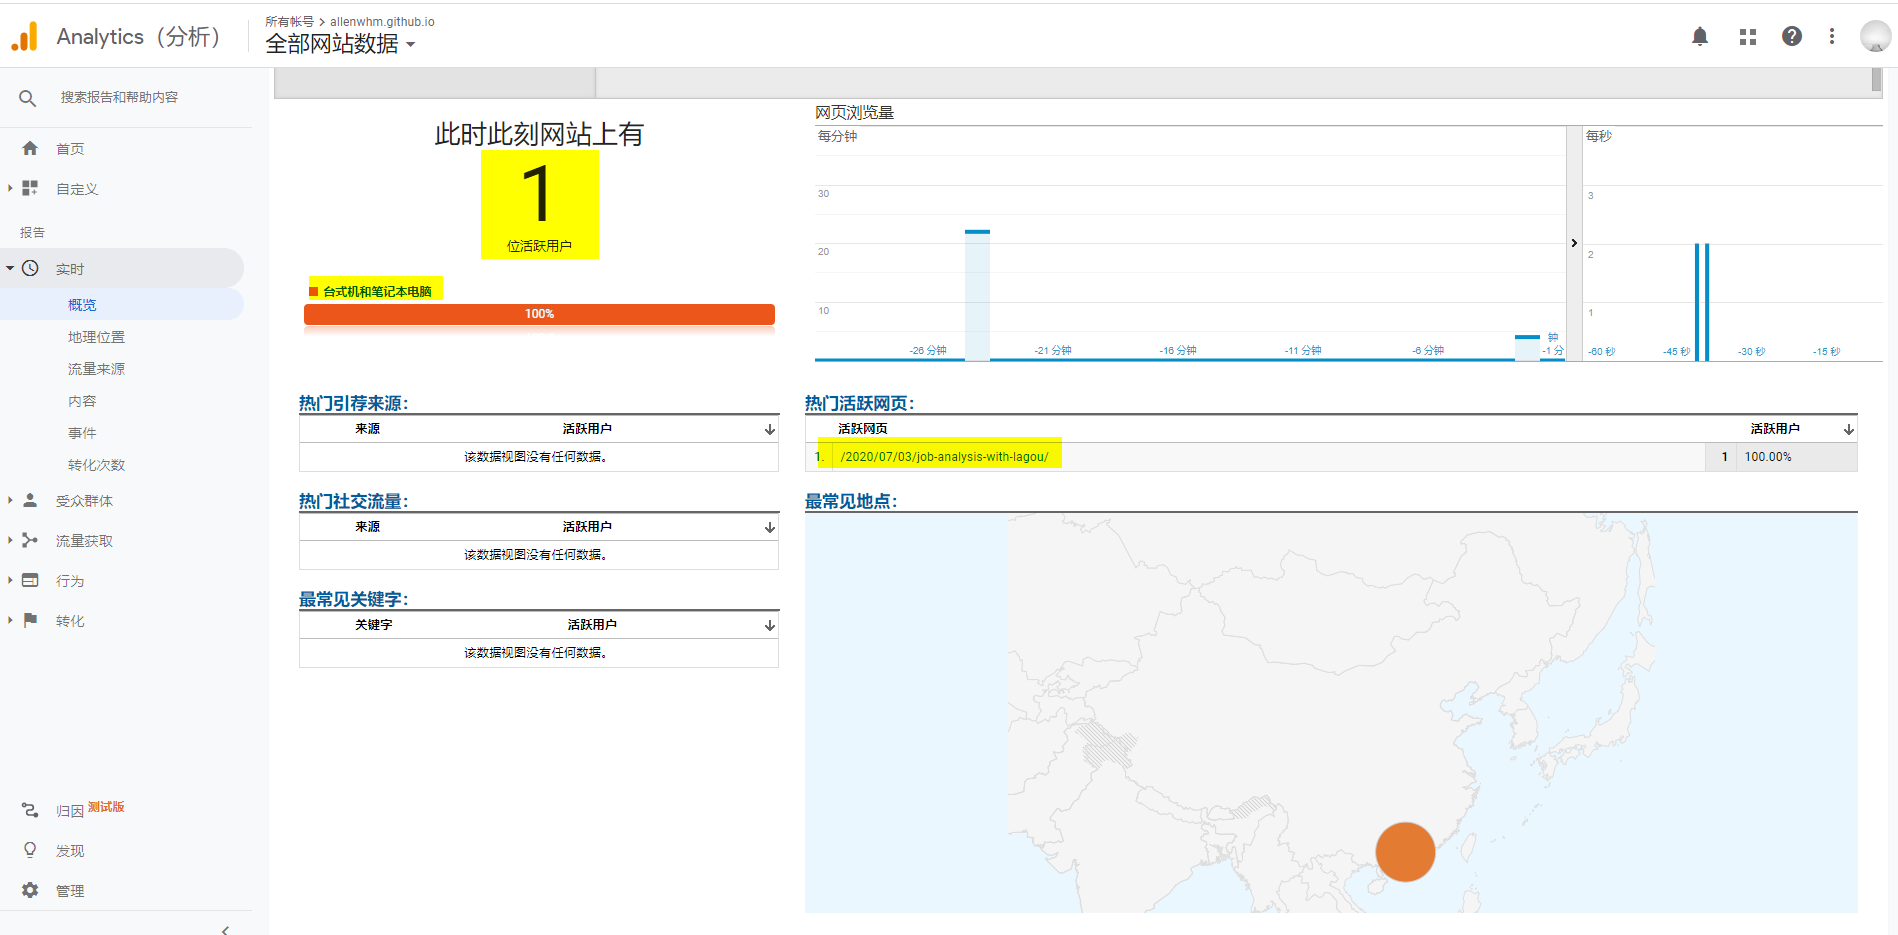 Analytics（分析）
所有帐号 > allenwhm.github.io
全部网站数据
搜索报告和帮助内容
首页
自定义
报告
实时
概览
地理位置
流量来源
内容
事件
转化次数
受众群体
流量获取
行为
转化
归因 测试版
发现
管理
此时此刻网站上有
1
位活跃用户
台式机和笔记本电脑
100%
网页浏览量
每分钟
30
20
10
-26 分钟
-21 分钟
-16 分钟
-11 分钟
-6 分钟
钟
-1 分
每秒
3
2
1
-60 秒
-45 秒
-30 秒
-15 秒
热门引荐来源：
来源 活跃用户
该数据视图没有任何数据。
热门社交流量：
来源 活跃用户
该数据视图没有任何数据。
最常见关键字：
关键字 活跃用户
该数据视图没有任何数据。
热门活跃网页：
活跃网页 活跃用户
1. /2020/07/03/job-analysis-with-lagou/ 1 100.00%
最常见地点：